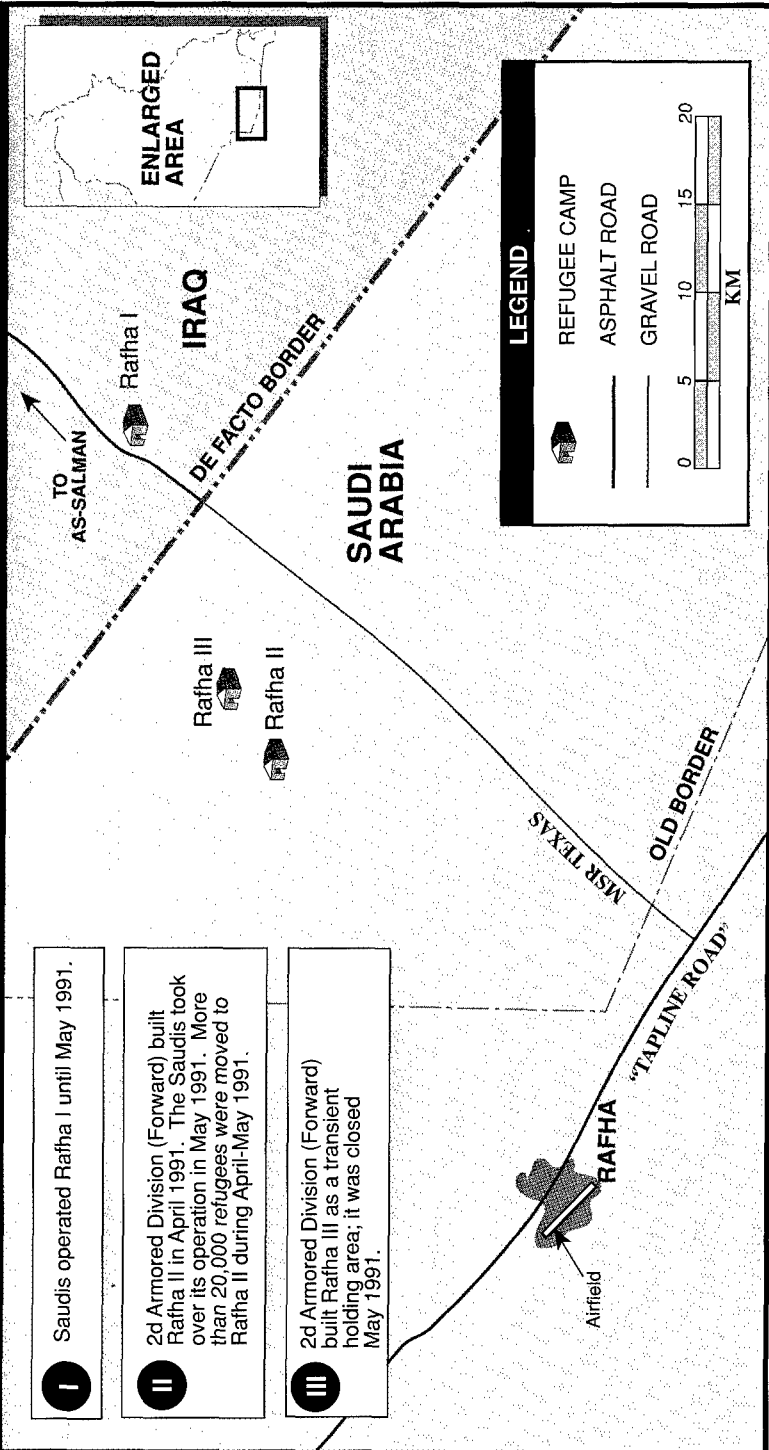 I
Saudis operated Rafha I until May 1991.
II
2d Armored Division (Forward) built
Rafha II in April 1991. The Saudis took
over its operation in May 1991. More
than 20,000 refugees were moved to
Rafha II during April-May 1991.
III
2d Armored Division (Forward)
built Rafha III as a transient
holding area; it was closed
May 1991.
TO
AS-SALMAN
Rafha I
IRAQ
ENLARGED
AREA
DE FACTO BORDER
Rafha III
Rafha II
SAUDI
ARABIA
MSR TEXAS
OLD BORDER
"TAPLINE ROAD"
RAFHA
Airfield
LEGEND
REFUGEE CAMP
ASPHALT ROAD
GRAVEL ROAD
0 5 10 15 20
KM